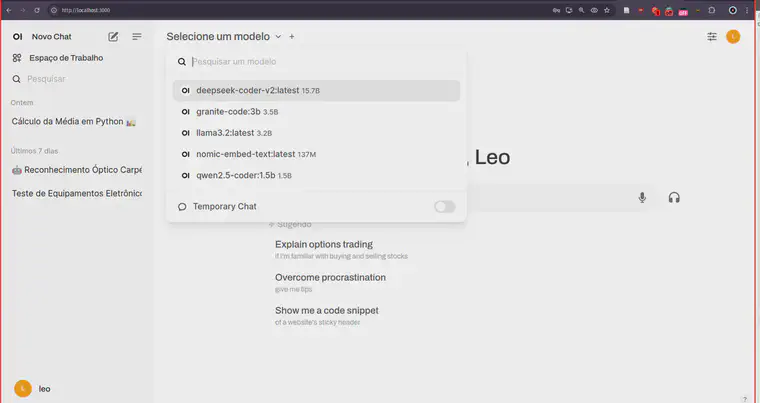 http://localhost:3000
OI Novo Chat
Espaço de Trabalho
Pesquisar
Ontem
Cálculo da Média em Python
Últimos 7 dias
Reconhecimento Óptico Carpé
Teste de Equipamentos Eletrônico
L leo
Selecione um modelo
L
Pesquisar um modelo
OI deepseek-coder-v2:latest 15.7B
OI granite-code:3b 3.5B
OI llama3.2:latest 3.2B
OI nomic-embed-text:latest 137M
OI qwen2.5-coder:1.5b 1.5B
Temporary Chat
, Leo
Sugerido
Explain options trading
if I'm familiar with buying and selling stocks
Overcome procrastination
give me tips
Show me a code snippet
of a website's sticky header
?